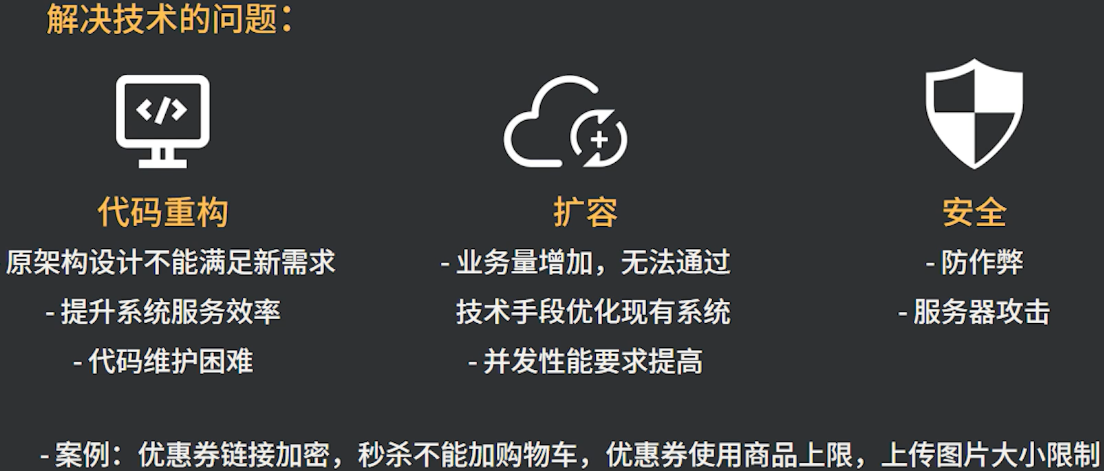 解决技术的问题：
</>
代码重构
原架构设计不能满足新需求
- 提升系统服务效率
- 代码维护困难
扩容
- 业务量增加，无法通过
技术手段优化现有系统
- 并发性能要求提高
安全
- 防作弊
- 服务器攻击
- 案例：优惠券链接加密，秒杀不能加购物车，优惠券使用商品上限，上传图片大小限制